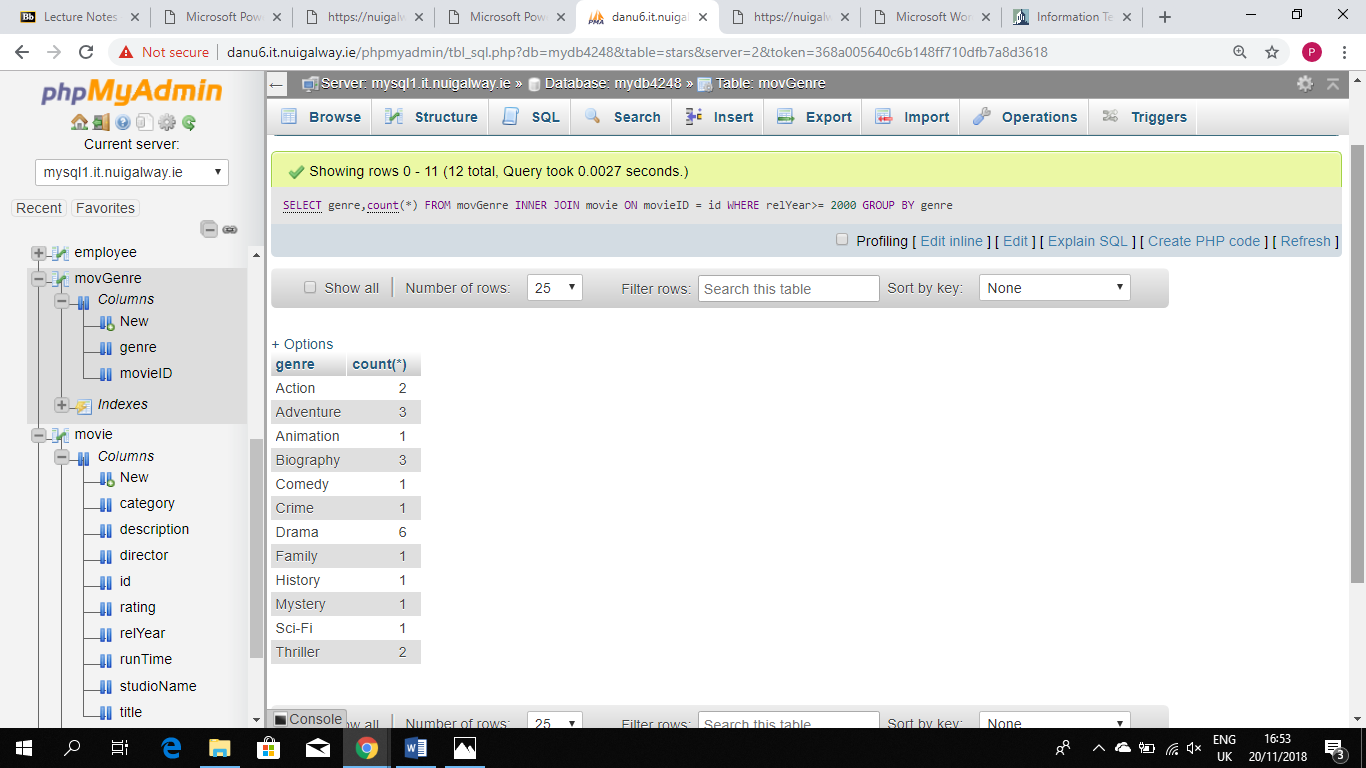 Lecture Notes
Microsoft Pow
https://nuigalw
Microsoft Pow
danu6.it.nuigal
https://nuigalw
Microsoft Wor
Information Te
Not secure
danu6.it.nuigalway.ie/phpmyadmin/tbl_sql.php?db=mydb4248&table=stars&server=2&token=368a005640c6b148ff710dfb7a8d3618
P
phpMyAdmin
Current server:
mysql1.it.nuigalway.ie
Recent Favorites
employee
movGenre
Columns
New
genre
movieID
Indexes
movie
Columns
New
category
description
director
id
rating
relYear
runTime
studioName
title
Server: mysql1.it.nuigalway.ie » Database: mydb4248 » Table: movGenre
Browse Structure SQL Search Insert Export Import Operations Triggers
Showing rows 0 - 11 (12 total, Query took 0.0027 seconds.)
SELECT genre,count(*) FROM movGenre INNER JOIN movie ON movieID = id WHERE relYear>= 2000 GROUP BY genre
Profiling [ Edit inline ] [ Edit ] [ Explain SQL ] [ Create PHP code ] [ Refresh ]
Show all Number of rows: 25 Filter rows: Search this table Sort by key: None
+ Options
genre count(*)
Action 2
Adventure 3
Animation 1
Biography 3
Comedy 1
Crime 1
Drama 6
Family 1
History 1
Mystery 1
Sci-Fi 1
Thriller 2
Console
all Number of rows: 25 Filter rows: Search this table Sort by key: None
ENG 16:53
UK 20/11/2018
3